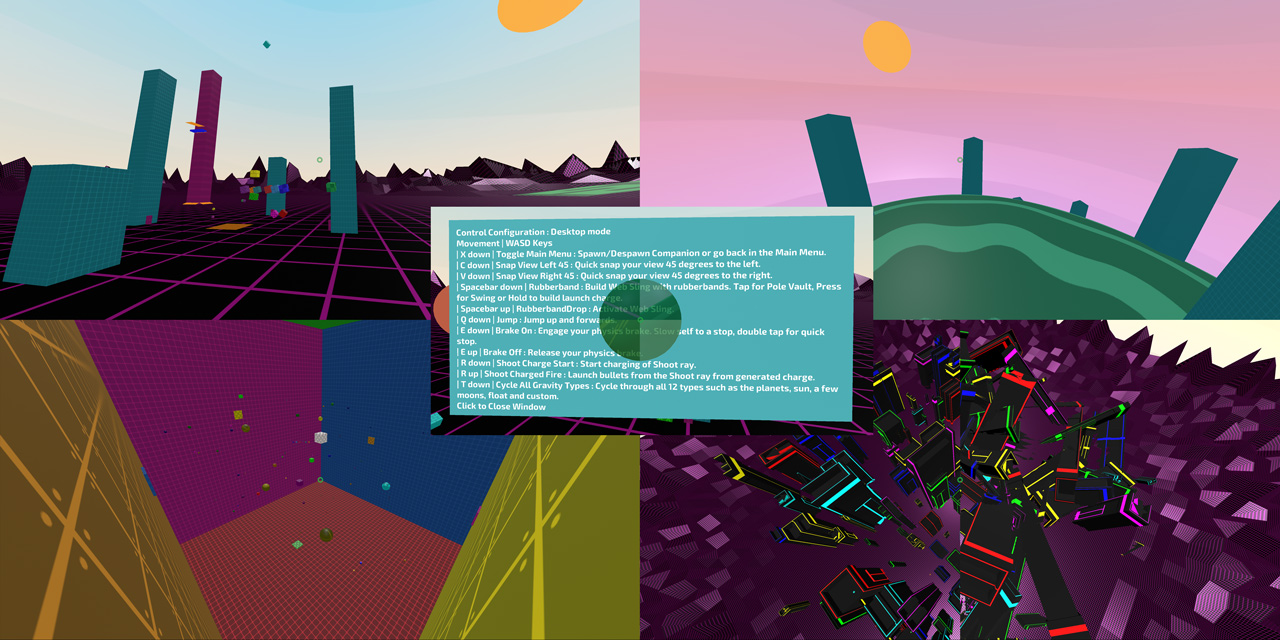 Control Configuration : Desktop mode
Movement | WASD Keys
| X down | Toggle Main Menu : Spawn/Despawn Companion or go back in the Main Menu.
| C down | Snap View Left 45 : Quick snap your view 45 degrees to the left.
| V down | Snap View Right 45 : Quick snap your view 45 degrees to the right.
| Spacebar down | Rubberband : Build Web Sling with rubberbands. Tap for Pole Vault, Press
for Swing or Hold to build launch charge.
| Spacebar up | RubberbandDrop : Activate Web Sling.
| Q down | Jump : Jump up and forward.
| E down | Brake On : Engage your physics brake. Slow self to a stop, double tap for quick
stop.
| E up | Brake Off : Release your physics brake.
| R down | Shoot Charge Start : Start charging of Shoot ray.
| R up | Shoot Charged Fire : Launch bullets from the Shoot ray from generated charge.
| T down | Cycle All Gravity Types : Cycle through all 12 types such as the planets, sun, a few
moons, float and custom.
Click to Close Window